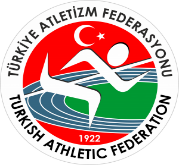 TÜRKİYE ATLETİZM FEDERASYONU
1922
TURKISH ATHLETIC FEDERATION